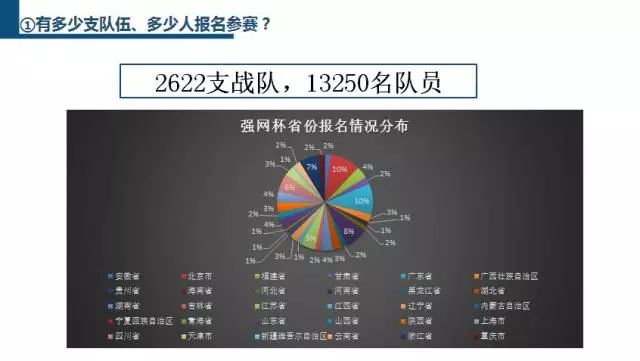 ①有多少支队伍、多少人报名参赛？
2622支战队，13250名队员
强网杯省份报名情况分布
2% 2% 2%
1% 7% 10% 4%
3% 2%
1% 6% 10%
4% 3%
3% 1%
2% 2%
1% 5% 8%
1% 2%
1% 3% 1% 2% 4% 3%
安徽省 北京市 福建省 甘肃省 广东省 广西壮族自治区
贵州省 海南省 河北省 河南省 黑龙江省 湖北省
湖南省 吉林省 江苏省 江西省 辽宁省 内蒙古自治区
宁夏回族自治区 青海省 山东省 山西省 陕西省 上海市
四川省 天津市 新疆维吾尔自治区 云南省 浙江省 重庆市